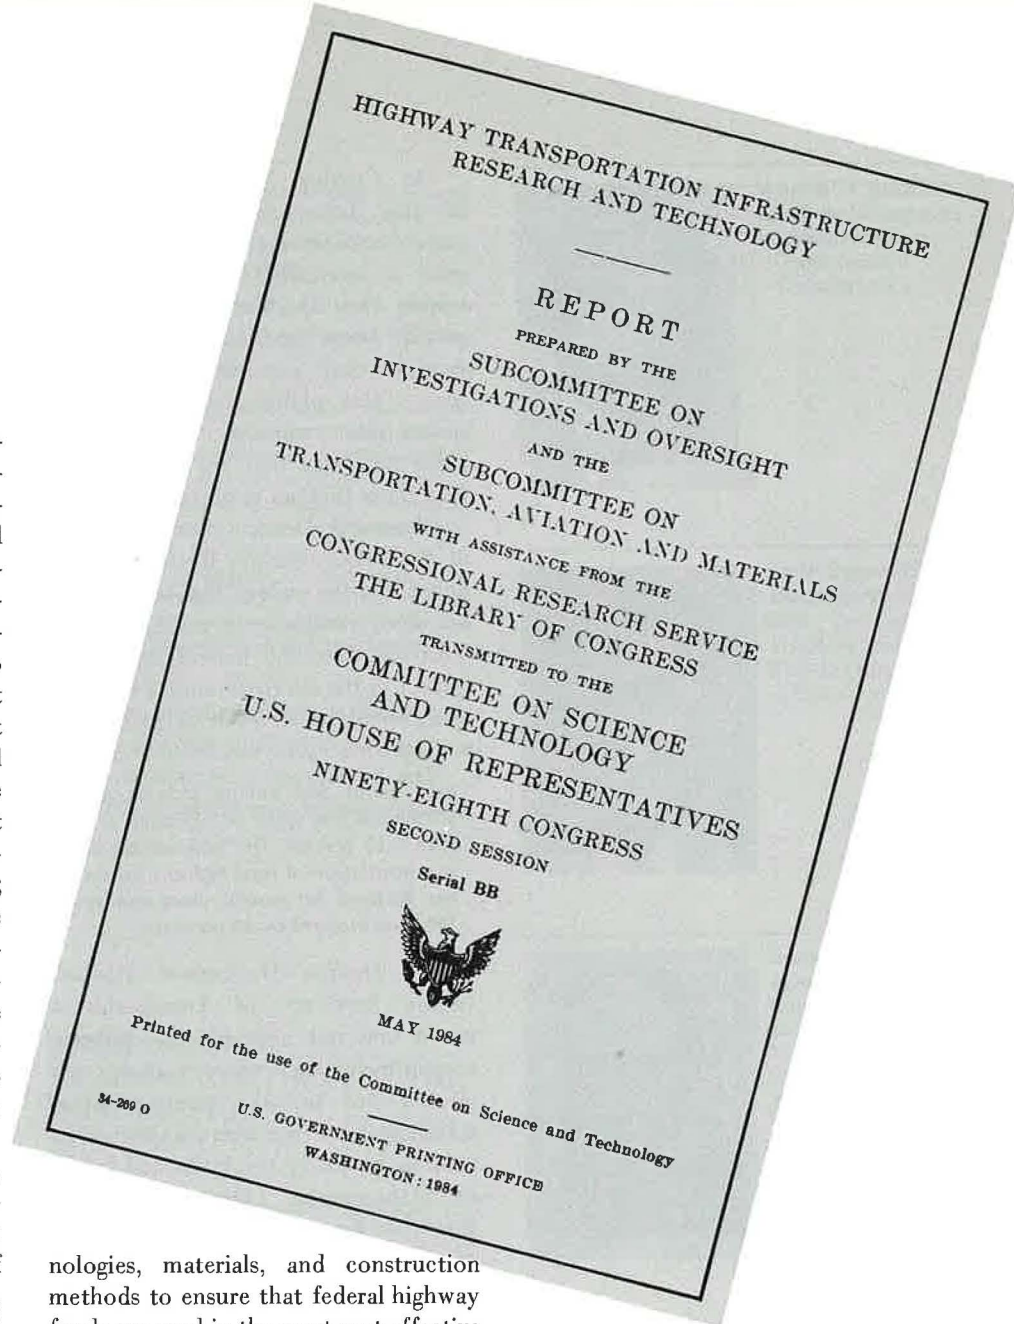 HIGHWAY TRANSPORTATION INFRASTRUCTURE
RESEARCH AND TECHNOLOGY
REPORT
PREPARED BY THE
SUBCOMMITTEE ON
INVESTIGATIONS AND OVERSIGHT
AND THE
SUBCOMMITTEE ON
TRANSPORTATION, AVIATION AND MATERIALS
WITH ASSISTANCE FROM THE
CONGRESSIONAL RESEARCH SERVICE
THE LIBRARY OF CONGRESS
TRANSMITTED TO THE
COMMITTEE ON SCIENCE
AND TECHNOLOGY
U.S. HOUSE OF REPRESENTATIVES
NINETY-EIGHTH CONGRESS
SECOND SESSION
Serial BB
MAY 1984
Printed for the use of the Committee on Science and Technology
U.S. GOVERNMENT PRINTING OFFICE
34-269 O
WASHINGTON : 1984
nologies, materials, and construction
methods to ensure that federal highway